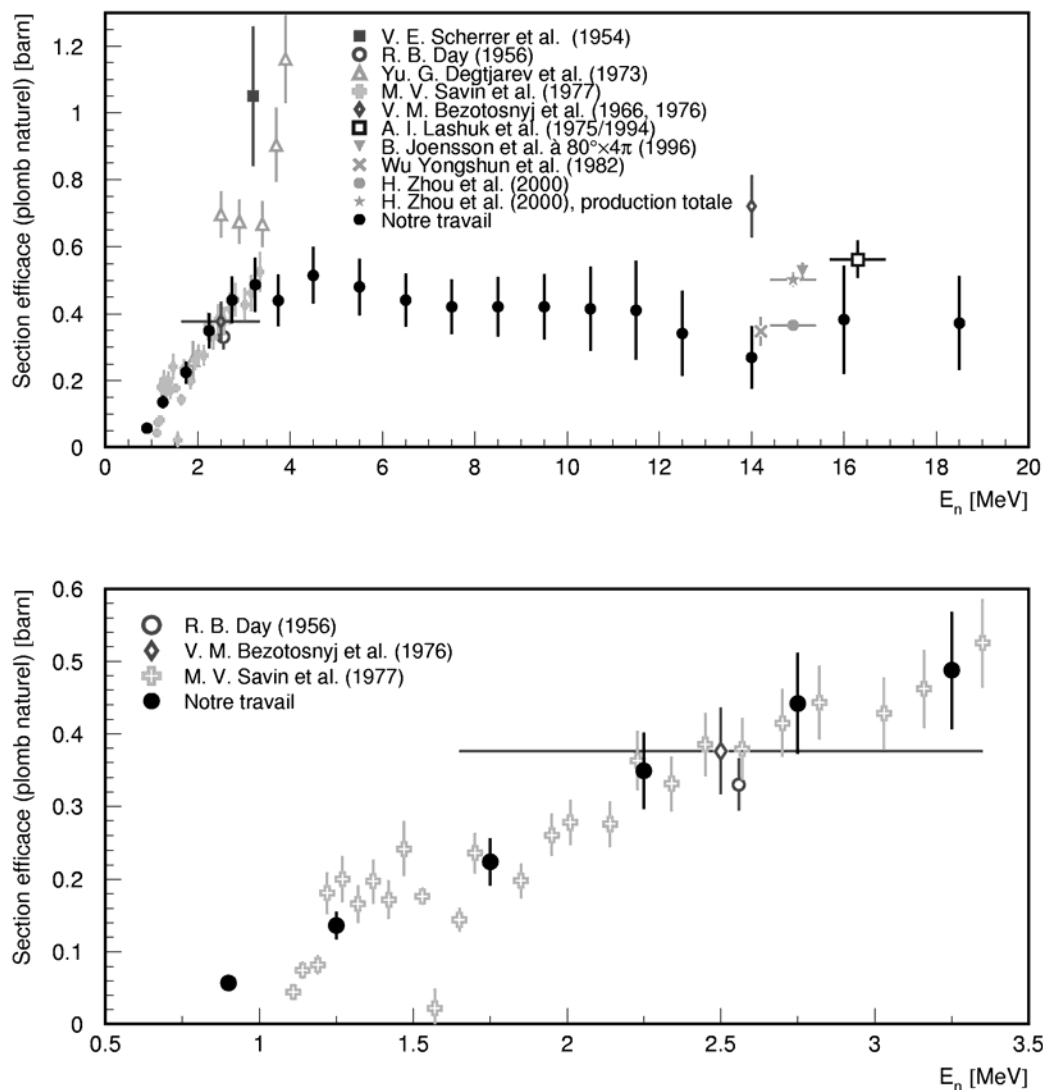 Section efficace (plomb naturel) [barn]
1.2
1
0.8
0.6
0.4
0.2
0
V. E. Scherrer et al. (1954)
R. B. Day (1956)
Yu. G. Degtjarev et al. (1973)
M. V. Savin et al. (1977)
V. M. Bezotosnyj et al. (1966, 1976)
A. I. Lashuk et al. (1975/1994)
B. Joensson et al. à 80°×4π (1996)
Wu Yongshun et al. (1982)
H. Zhou et al. (2000)
H. Zhou et al. (2000), production totale
Notre travail
0 2 4 6 8 10 12 14 16 18 20
E_n [MeV]
Section efficace (plomb naturel) [barn]
0.6
0.5
0.4
0.3
0.2
0.1
0
R. B. Day (1956)
V. M. Bezotosnyj et al. (1976)
M. V. Savin et al. (1977)
Notre travail
0.5 1 1.5 2 2.5 3 3.5
E_n [MeV]